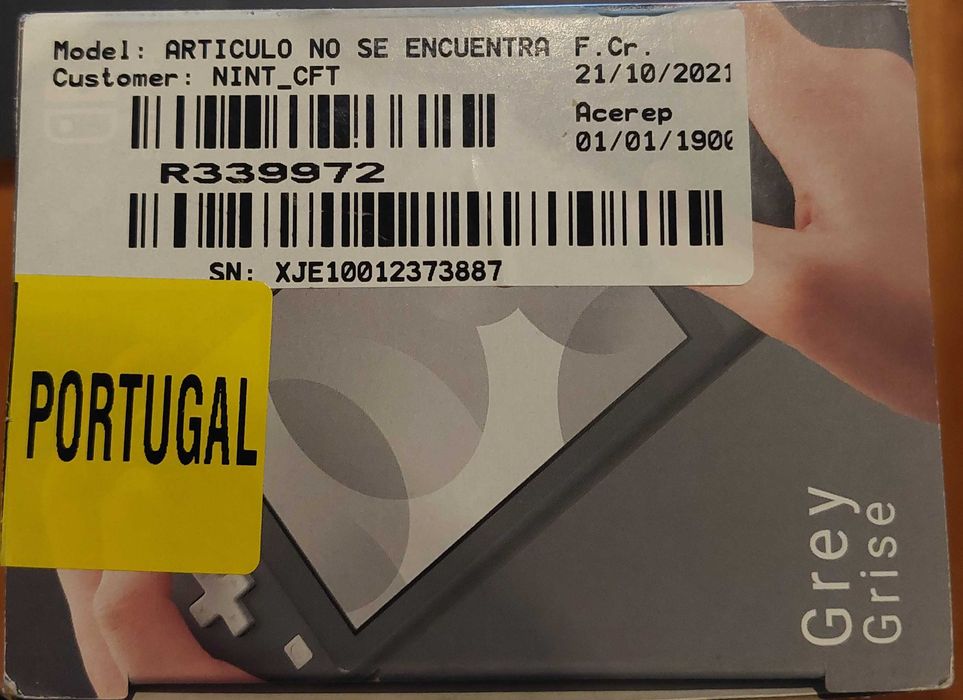 Model: ARTICULO NO SE ENCUENTRA
F.Cr.
Customer: NINT_CFT
21/10/2021
Acerep
01/01/1900
R339972
SN: XJE10012373887
PORTUGAL
Grey
Grise